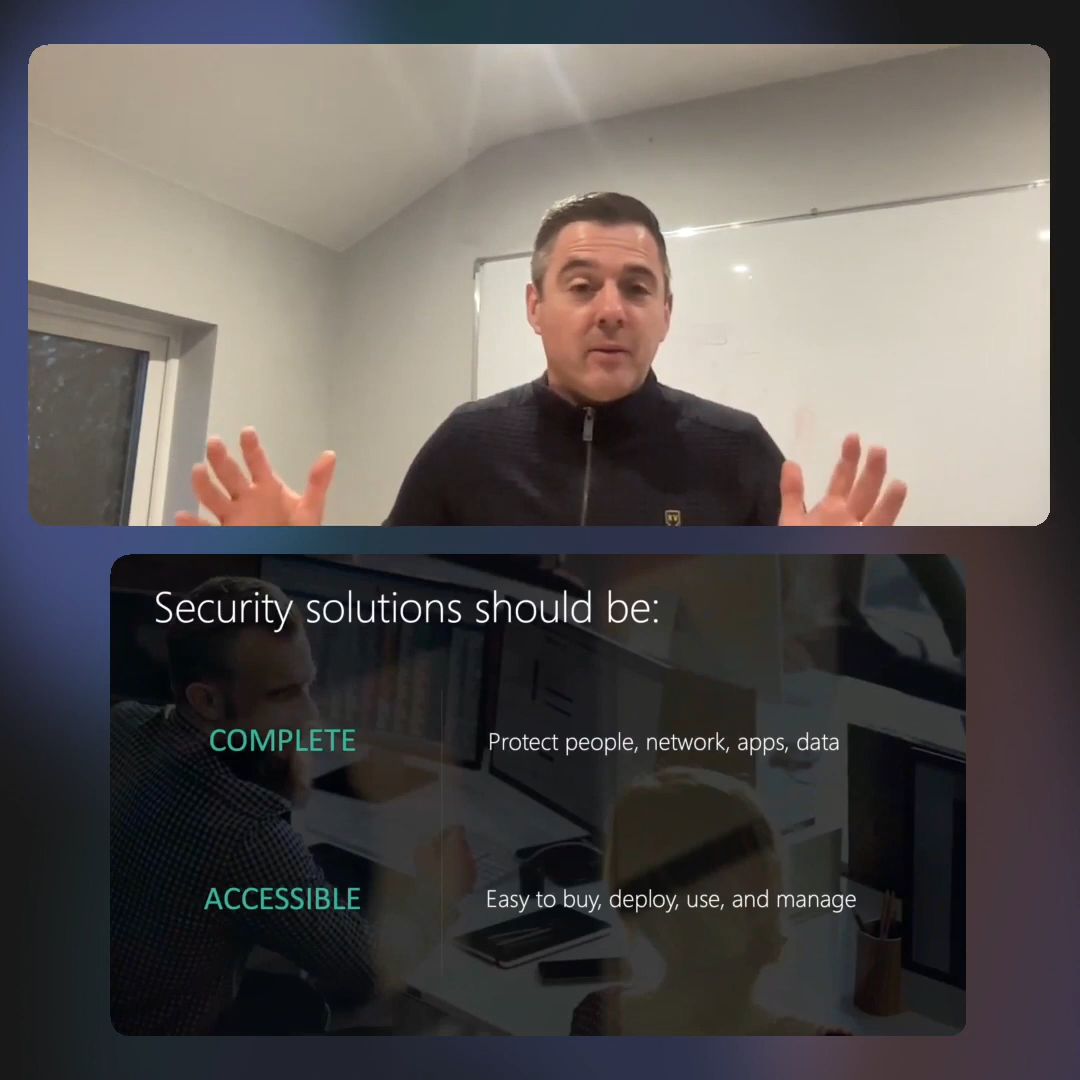 Security solutions should be:
COMPLETE
Protect people, network, apps, data
ACCESSIBLE
Easy to buy, deploy, use, and manage